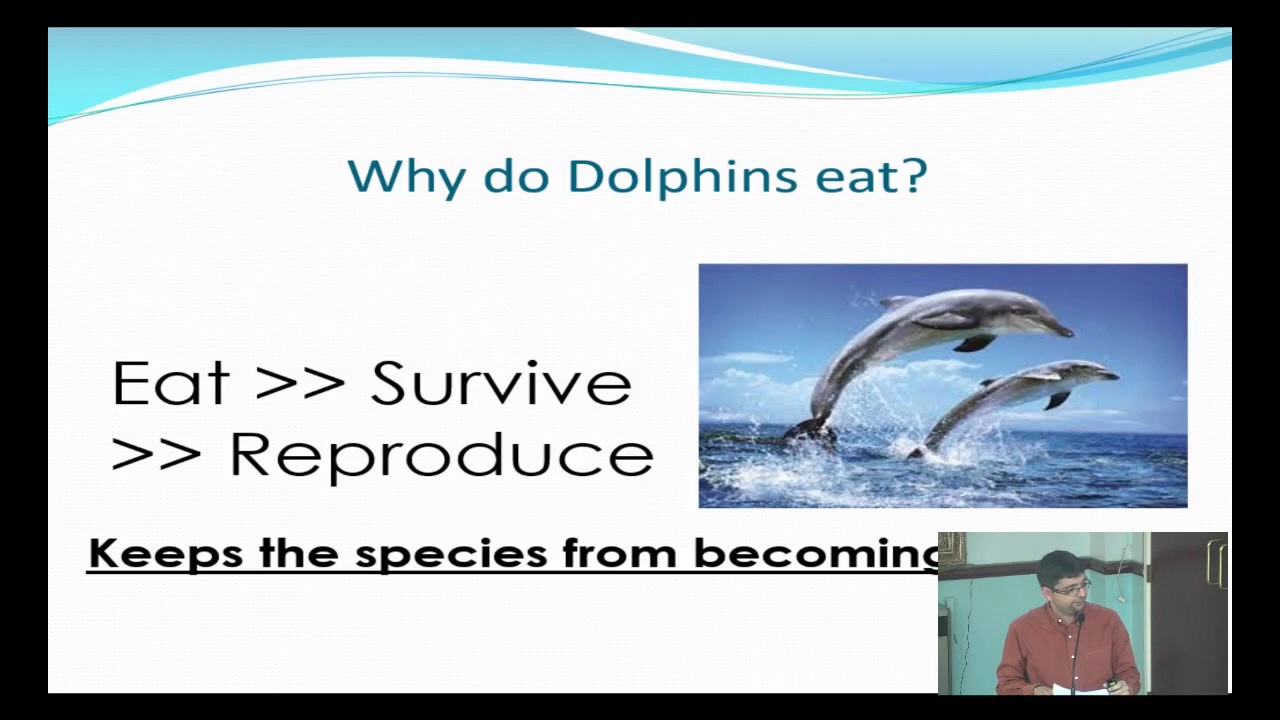 Why do Dolphins eat?
Eat >> Survive
>> Reproduce
Keeps the species from becoming